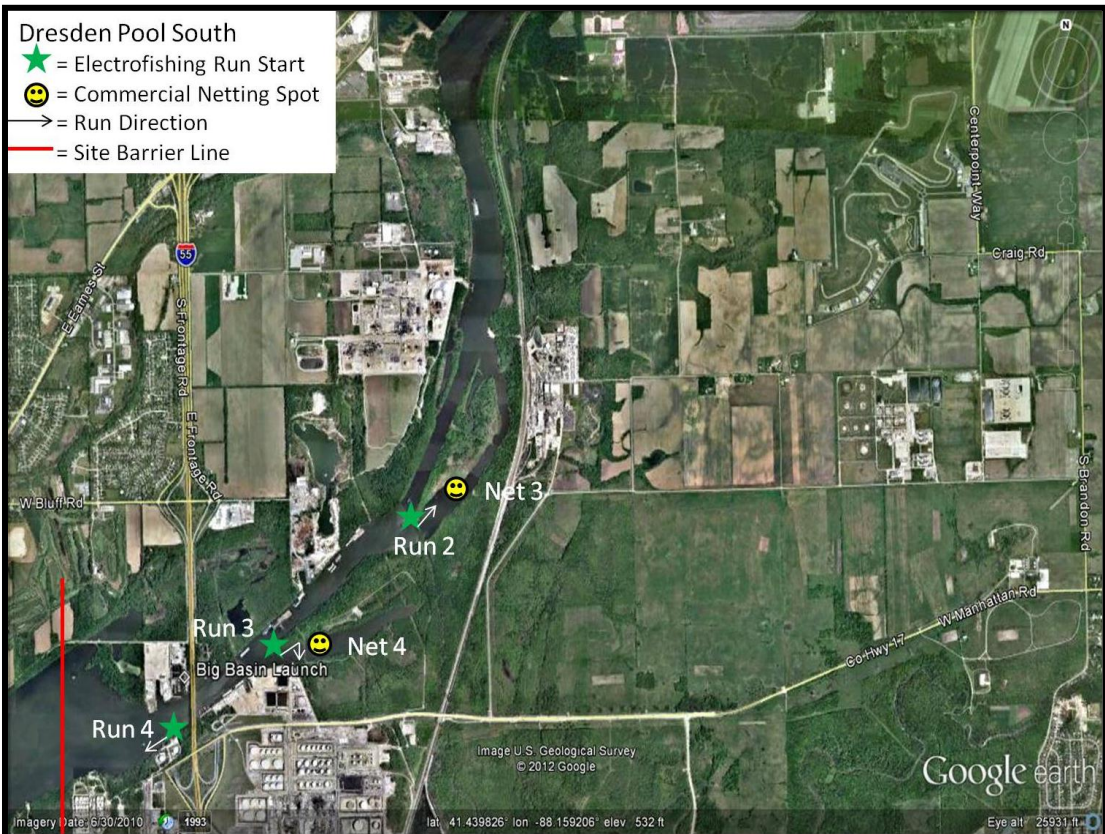 Dresden Pool South
= Electrofishing Run Start
= Commercial Netting Spot
= Run Direction
= Site Barrier Line
N
Centerpoint Way
Craig Rd
55
E Eames St
S Frontage Rd
E Frontage Rd
W Bluff Rd
Net 3
Run 2
S Brandon Rd
W Manhattan Rd
Run 3
Net 4
Co Hwy 17
Big Basin Launch
Run 4
Image U.S. Geological Survey
© 2012 Google
Google earth
Imagery Date: 6/30/2010
1993
lat 41.439826° lon -88.159206° elev 532 ft
Eye alt 25931 ft